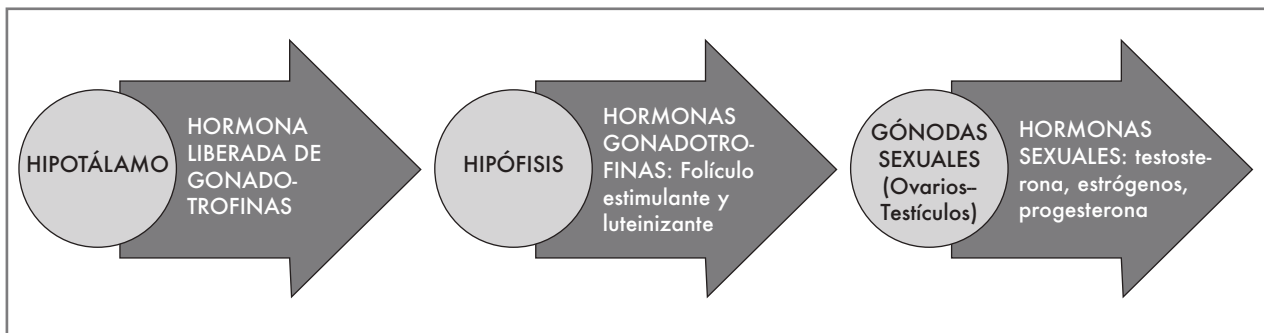 HIPOTÁLAMO
HORMONA
LIBERADA DE
GONADO-
TROFINAS
HIPÓFISIS
HORMONAS
GONADOTRO-
FINAS: Folículo
estimulante y
luteinizante
GÓNODAS
SEXUALES
(Ovarios–
Testículos)
HORMONAS
SEXUALES: testoste-
rona, estrógenos,
progesterona